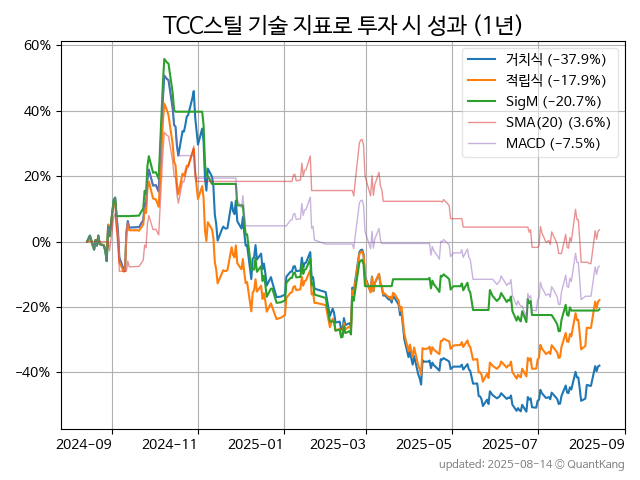 TCC스틸 기술 지표로 투자 시 성과 (1년)
60%
40%
20%
0%
−20%
−40%
거치식 (−37.9%)
적립식 (−17.9%)
SigM (−20.7%)
SMA(20) (3.6%)
MACD (−7.5%)
2024-09 2024-11 2025-01 2025-03 2025-05 2025-07 2025-09
updated: 2025-08-14 © QuantKang